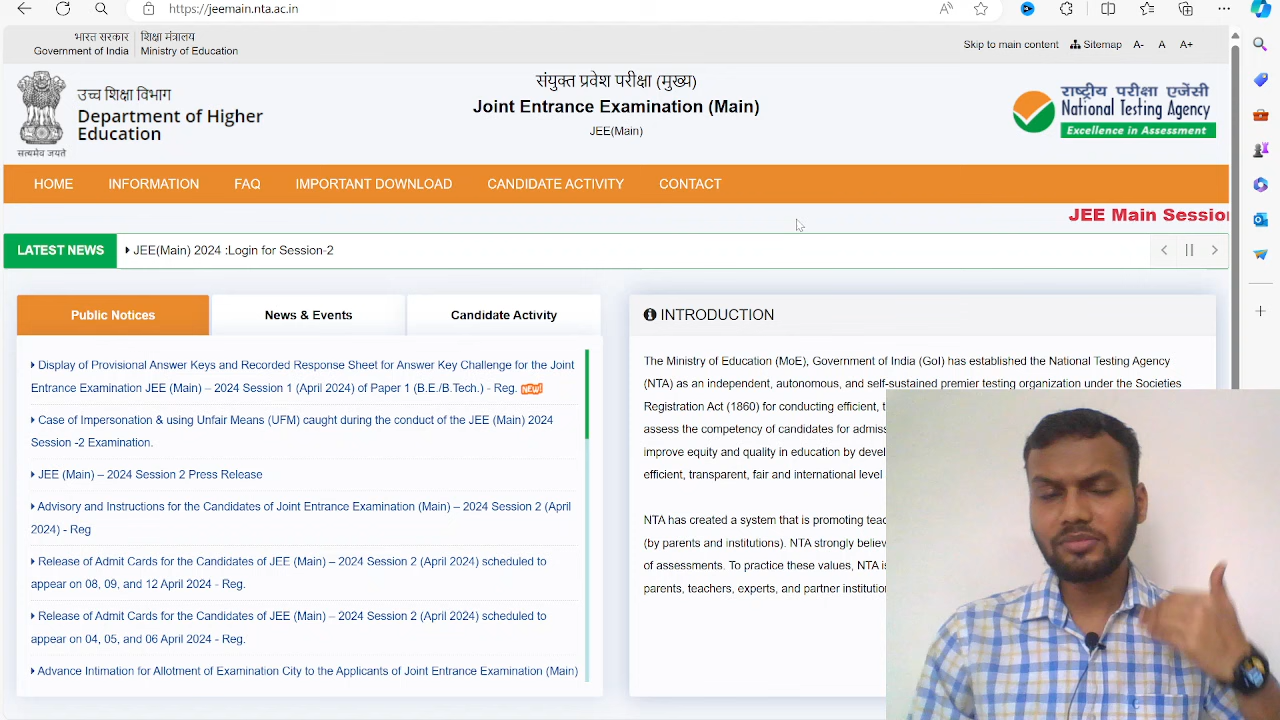 https://jeemain.nta.ac.in
भारत सरकार | शिक्षा मंत्रालय
Government of India | Ministry of Education
Skip to main content Sitemap A- A A+
उच्च शिक्षा विभाग
Department of Higher
Education
सत्यमेव जयते
संयुक्त प्रवेश परीक्षा (मुख्य)
Joint Entrance Examination (Main)
JEE(Main)
राष्ट्रीय परीक्षा एजेंसी
National Testing Agency
Excellence in Assessment
HOME INFORMATION FAQ IMPORTANT DOWNLOAD CANDIDATE ACTIVITY CONTACT
JEE Main Session
LATEST NEWS JEE(Main) 2024 :Login for Session-2
Public Notices News & Events Candidate Activity
Display of Provisional Answer Keys and Recorded Response Sheet for Answer Key Challenge for the Joint
Entrance Examination JEE (Main) – 2024 Session 1 (April 2024) of Paper 1 (B.E./B.Tech.) - Reg. NEW!
Case of Impersonation & using Unfair Means (UFM) caught during the conduct of the JEE (Main) 2024
Session -2 Examination.
JEE (Main) – 2024 Session 2 Press Release
Advisory and Instructions for the Candidates of Joint Entrance Examination (Main) – 2024 Session 2 (April
2024) - Reg
Release of Admit Cards for the Candidates of JEE (Main) – 2024 Session 2 (April 2024) scheduled to
appear on 08, 09, and 12 April 2024 - Reg.
Release of Admit Cards for the Candidates of JEE (Main) – 2024 Session 2 (April 2024) scheduled to
appear on 04, 05, and 06 April 2024 - Reg.
Advance Intimation for Allotment of Examination City to the Applicants of Joint Entrance Examination (Main)
INTRODUCTION
The Ministry of Education (MoE), Government of India (GoI) has established the National Testing Agency
(NTA) as an independent, autonomous, and self-sustained premier testing organization under the Societies
Registration Act (1860) for conducting efficient,
assess the competency of candidates for
improve equity and quality in education by
efficient, transparent, fair and international level
NTA has created a system that is promoting
(by parents and institutions). NTA strongly
of assessments. To practice these values, NTA
parents, teachers, experts, and partner